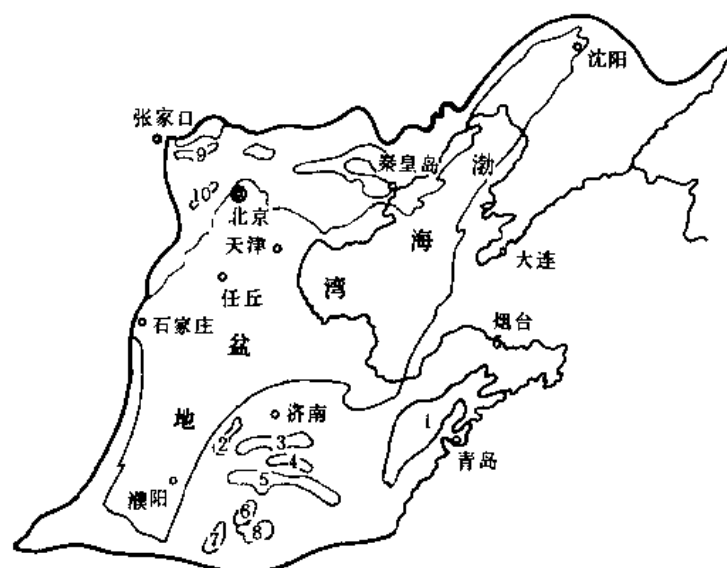 沈阳
张家口
9
秦皇岛
渤
10
北京
海
天津
大连
任丘
湾
石家庄
烟台
盆
地
济南
1
2
3
青岛
4
5
濮阳
6
7
8